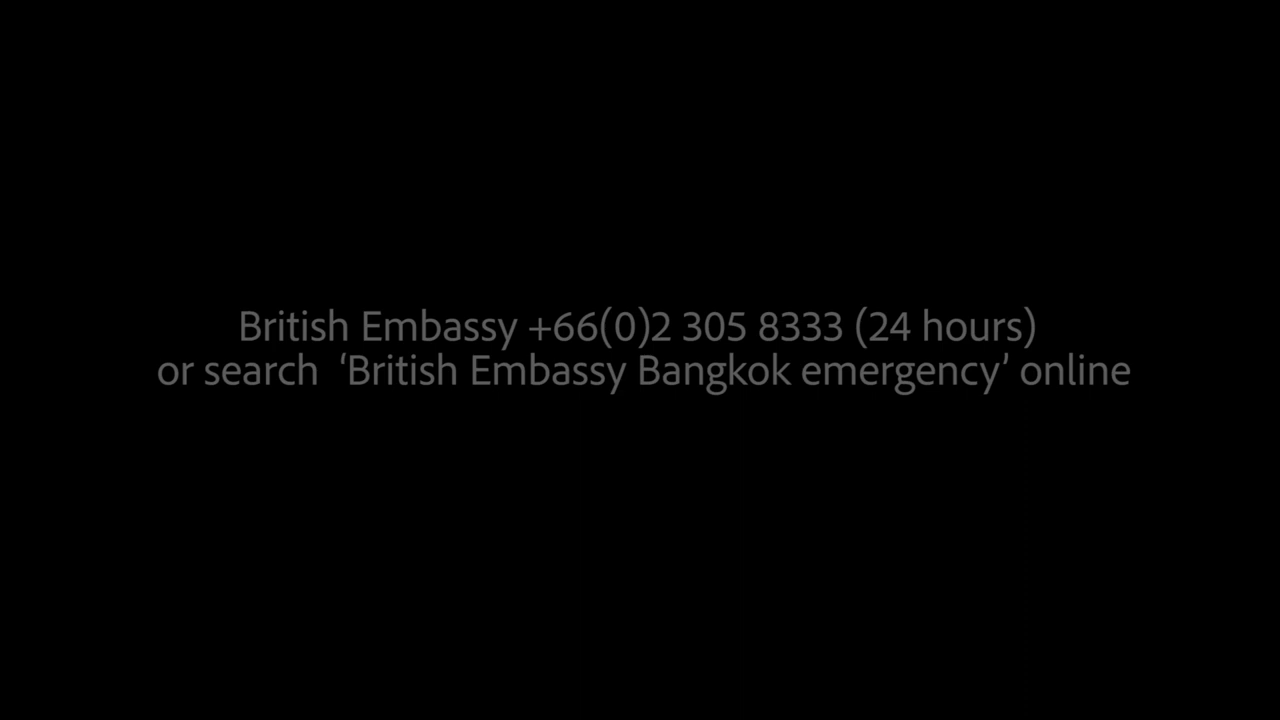 British Embassy +66(0)2 305 8333 (24 hours)
or search ‘British Embassy Bangkok emergency’ online